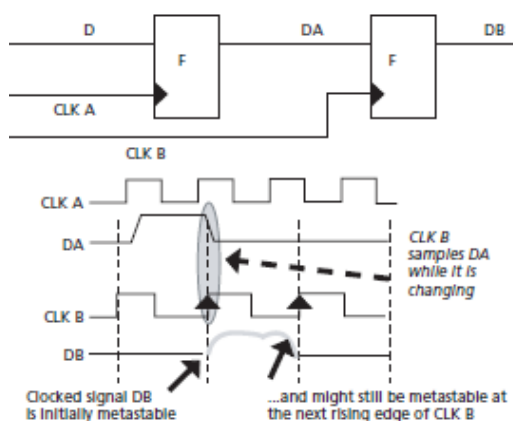 D
DA
DB
F
F
CLK A
CLK B
CLK A
DA
CLK B
samples DA
while it is
changing
CLK B
DB
Clocked signal DB
is initially metastable
...and might still be metastable at
the next rising edge of CLK B